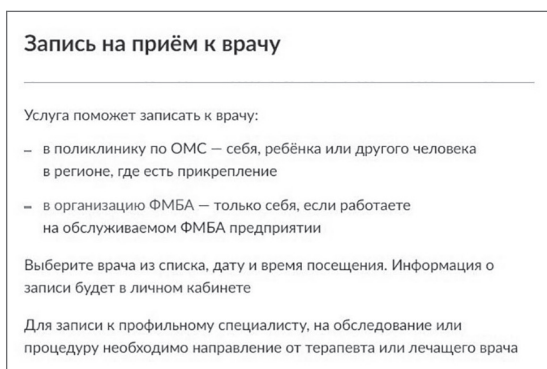 Запись на приём к врачу
Услуга поможет записать к врачу:
– в поликлинику по ОМС — себя, ребёнка или другого человека
в регионе, где есть прикрепление
– в организацию ФМБА — только себя, если работаете
на обслуживаемом ФМБА предприятии
Выберите врача из списка, дату и время посещения. Информация о
записи будет в личном кабинете
Для записи к профильному специалисту, на обследование или
процедуру необходимо направление от терапевта или лечащего врача